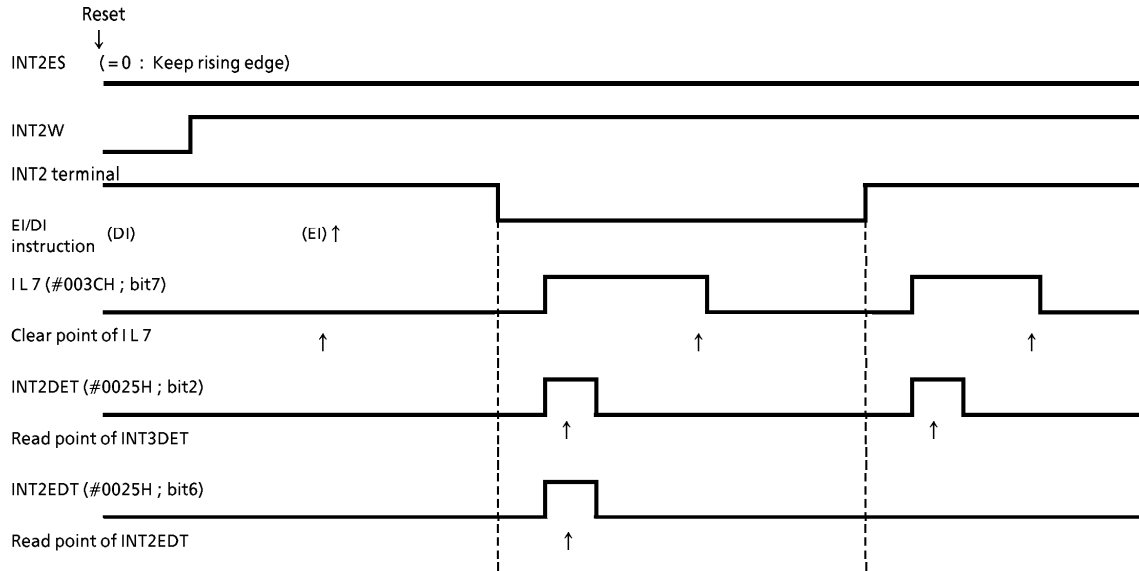 Reset
↓
INT2ES (=0 : Keep rising edge)
INT2W
INT2 terminal
EI/DI
instruction (DI) (EI)↑
I L 7 (#003CH ; bit7)
Clear point of I L 7 ↑ ↑ ↑
INT2DET (#0025H ; bit2)
Read point of INT3DET ↑ ↑
INT2EDT (#0025H ; bit6)
Read point of INT2EDT ↑